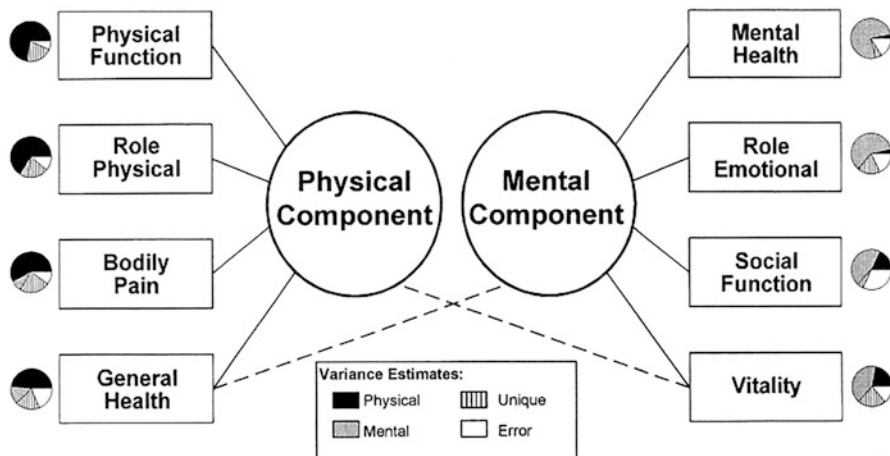 Physical
Function
Role
Physical
Bodily
Pain
General
Health
Physical
Component
Mental
Component
Mental
Health
Role
Emotional
Social
Function
Vitality
Variance Estimates:
Physical
Unique
Mental
Error